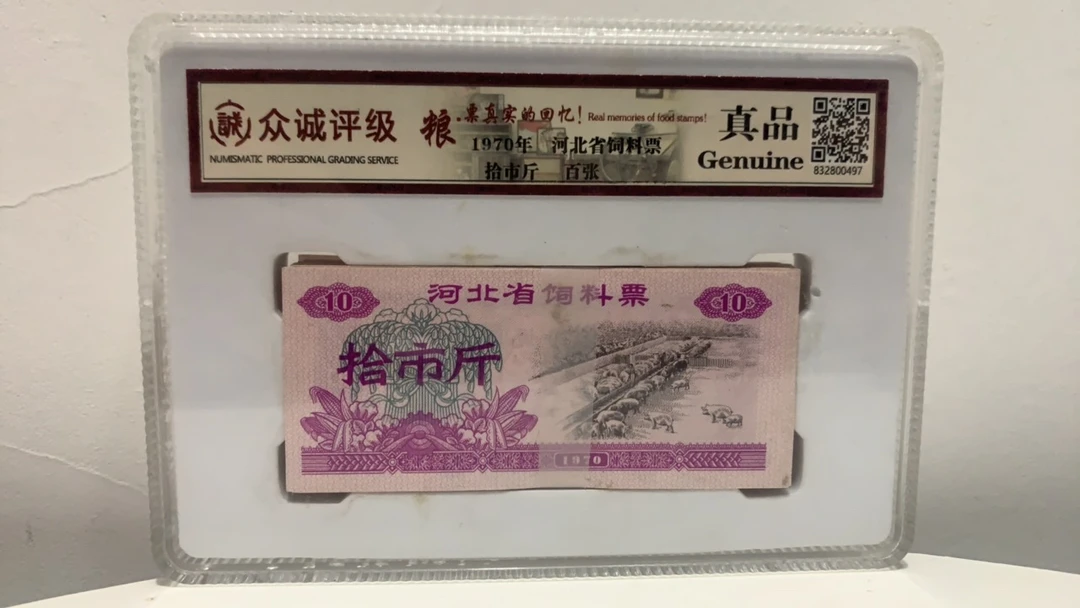 誠 众诚评级
NUMISMATIC PROFESSIONAL GRADING SERVICE
粮票真实的回忆! Real memories of food stamps!
1970年 河北省饲料票
拾市斤 百张
真品
Genuine
832800497
10 河北省饲料票 10
拾市斤
1970